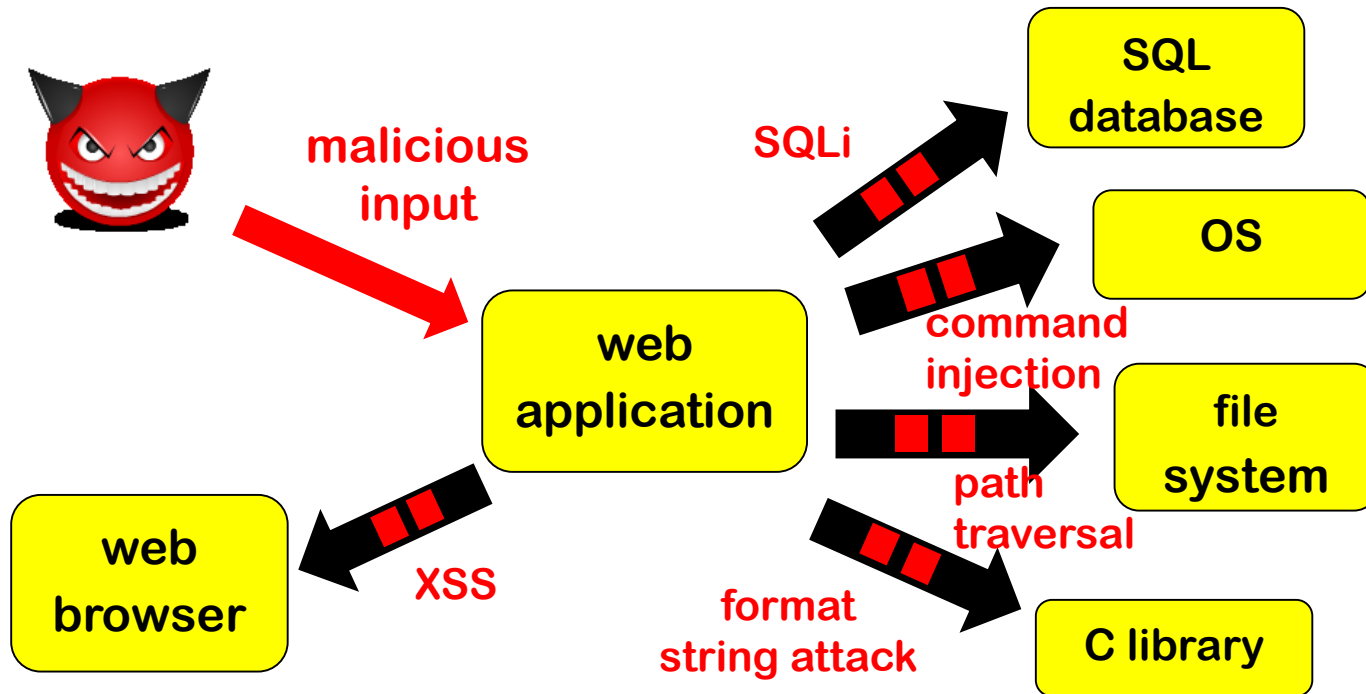 malicious
input
SQLi
SQL
database
OS
command
injection
web
application
file
system
path
traversal
web
browser
XSS
format
string attack
C library